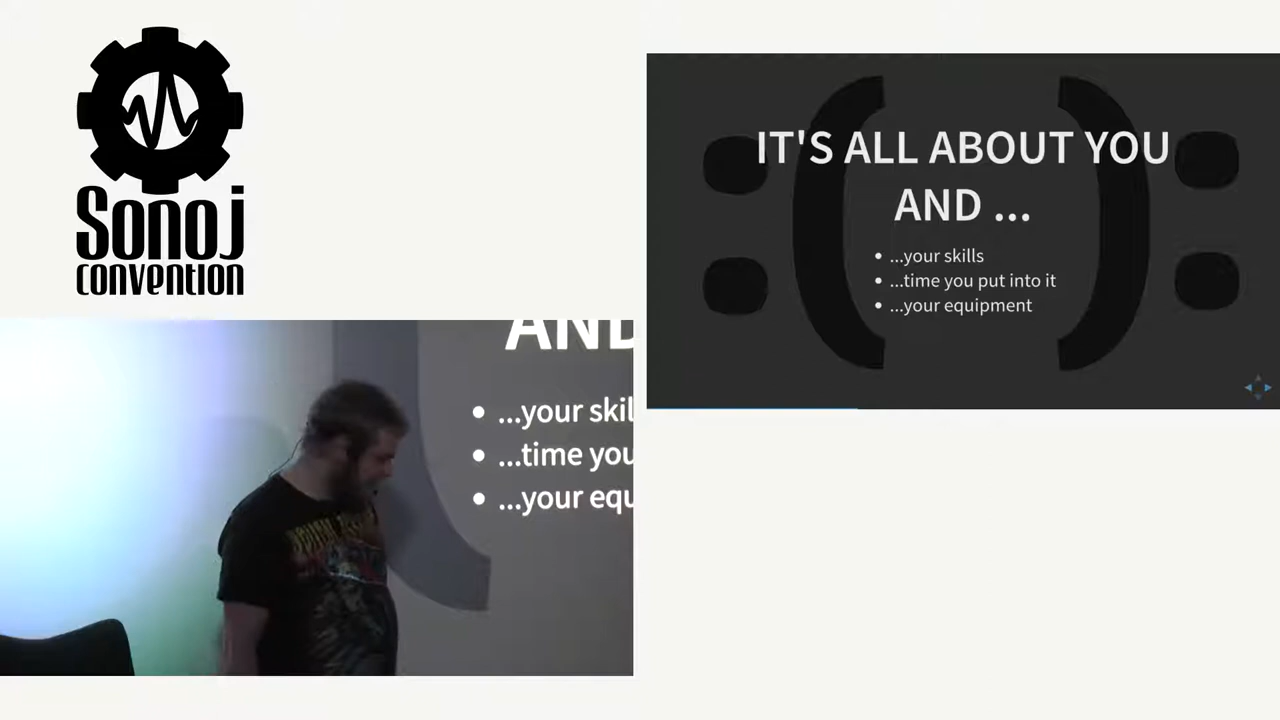 Sonoj
convention
IT'S ALL ABOUT YOU
AND ...
...your skills
...time you put into it
...your equipment
AND
...your skil
...time you
...your equ